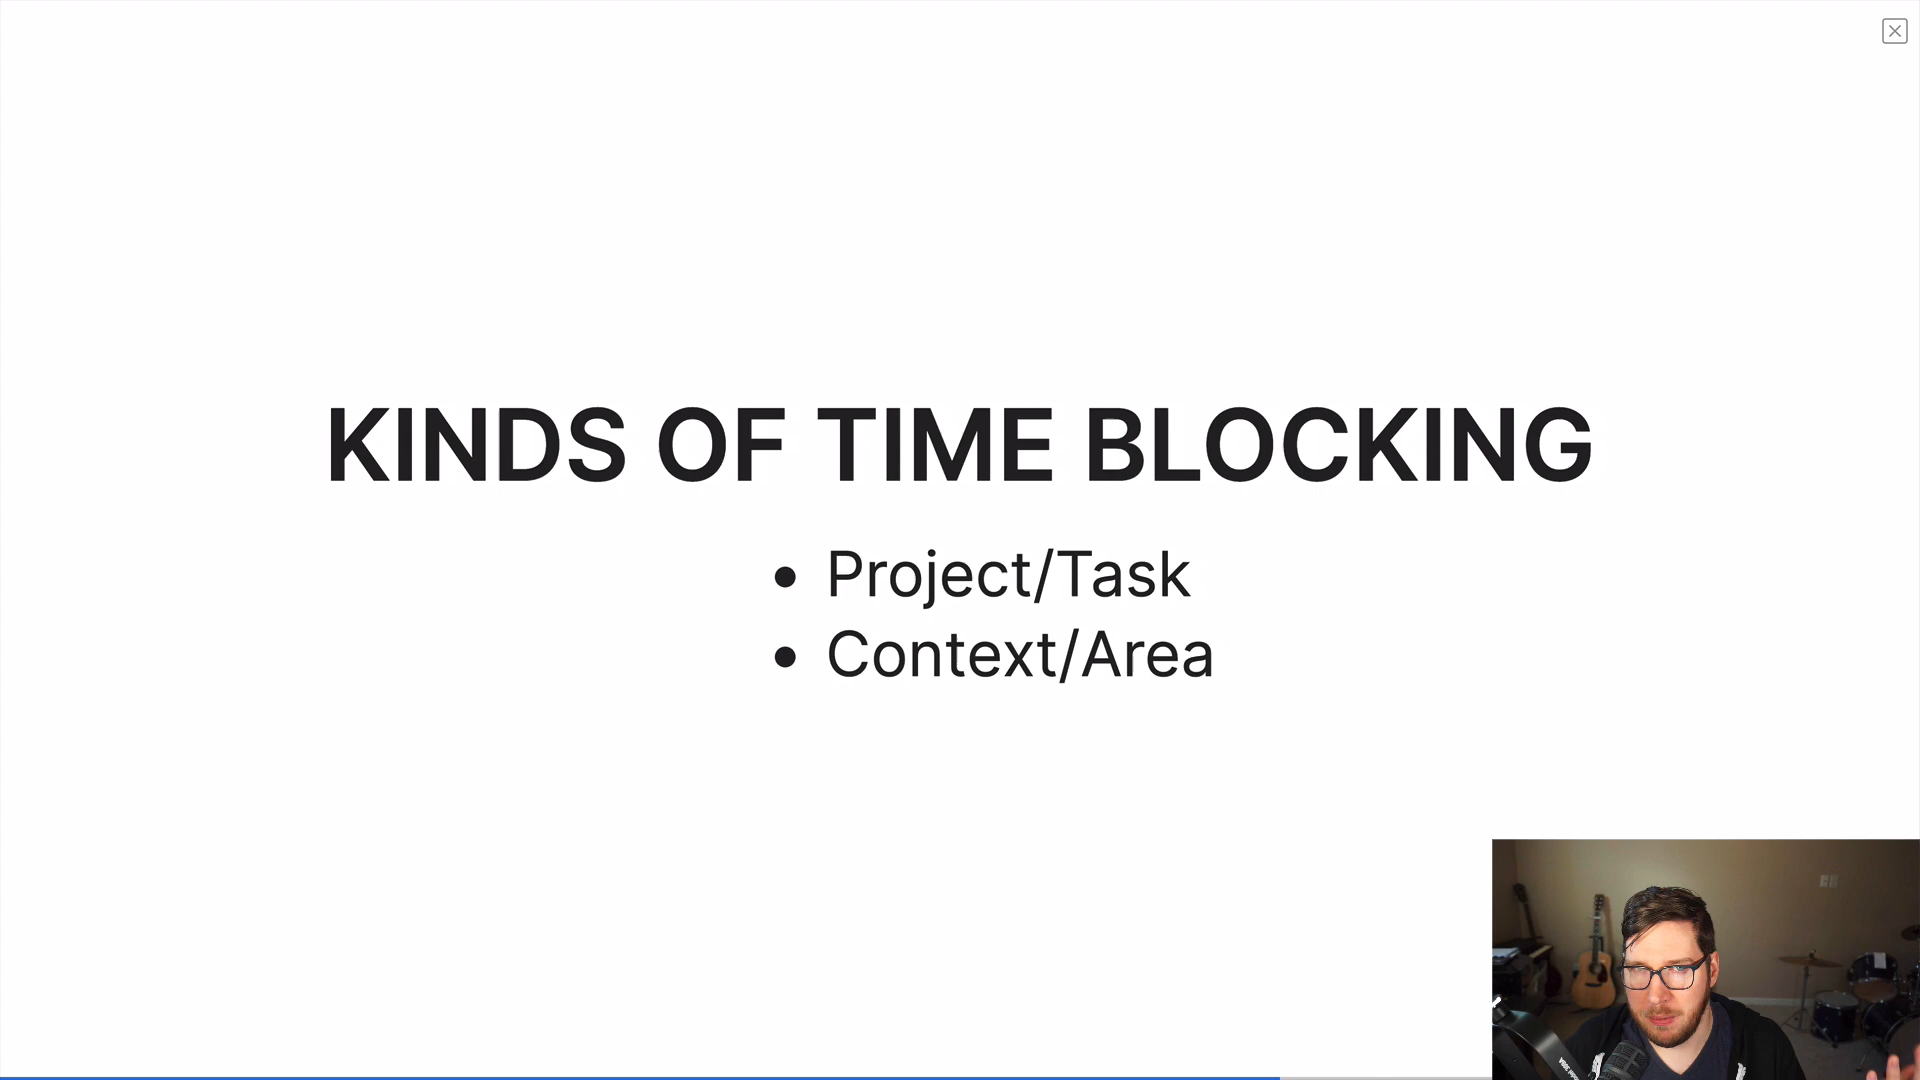 KINDS OF TIME BLOCKING
• Project/Task
• Context/Area